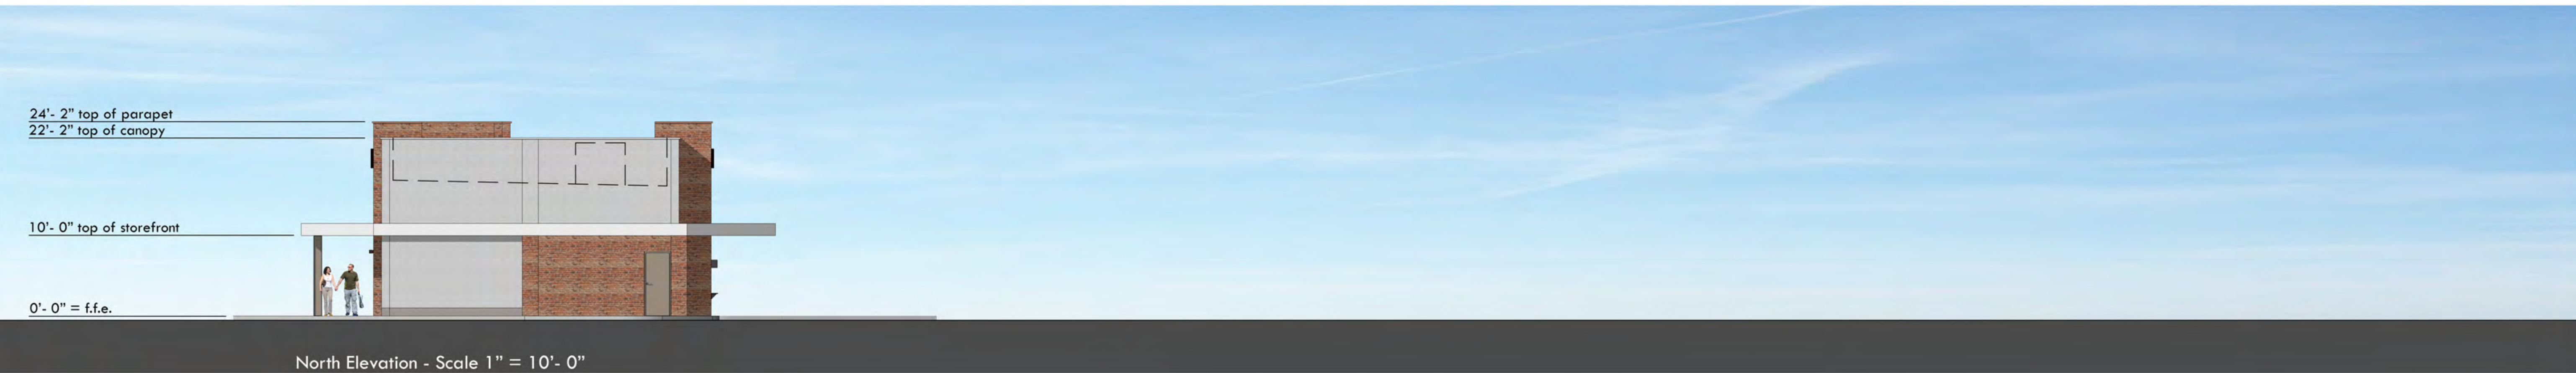 24'- 2" top of parapet
22'- 2" top of canopy
10'- 0" top of storefront
0'- 0" = f.f.e.
North Elevation - Scale 1" = 10'- 0"